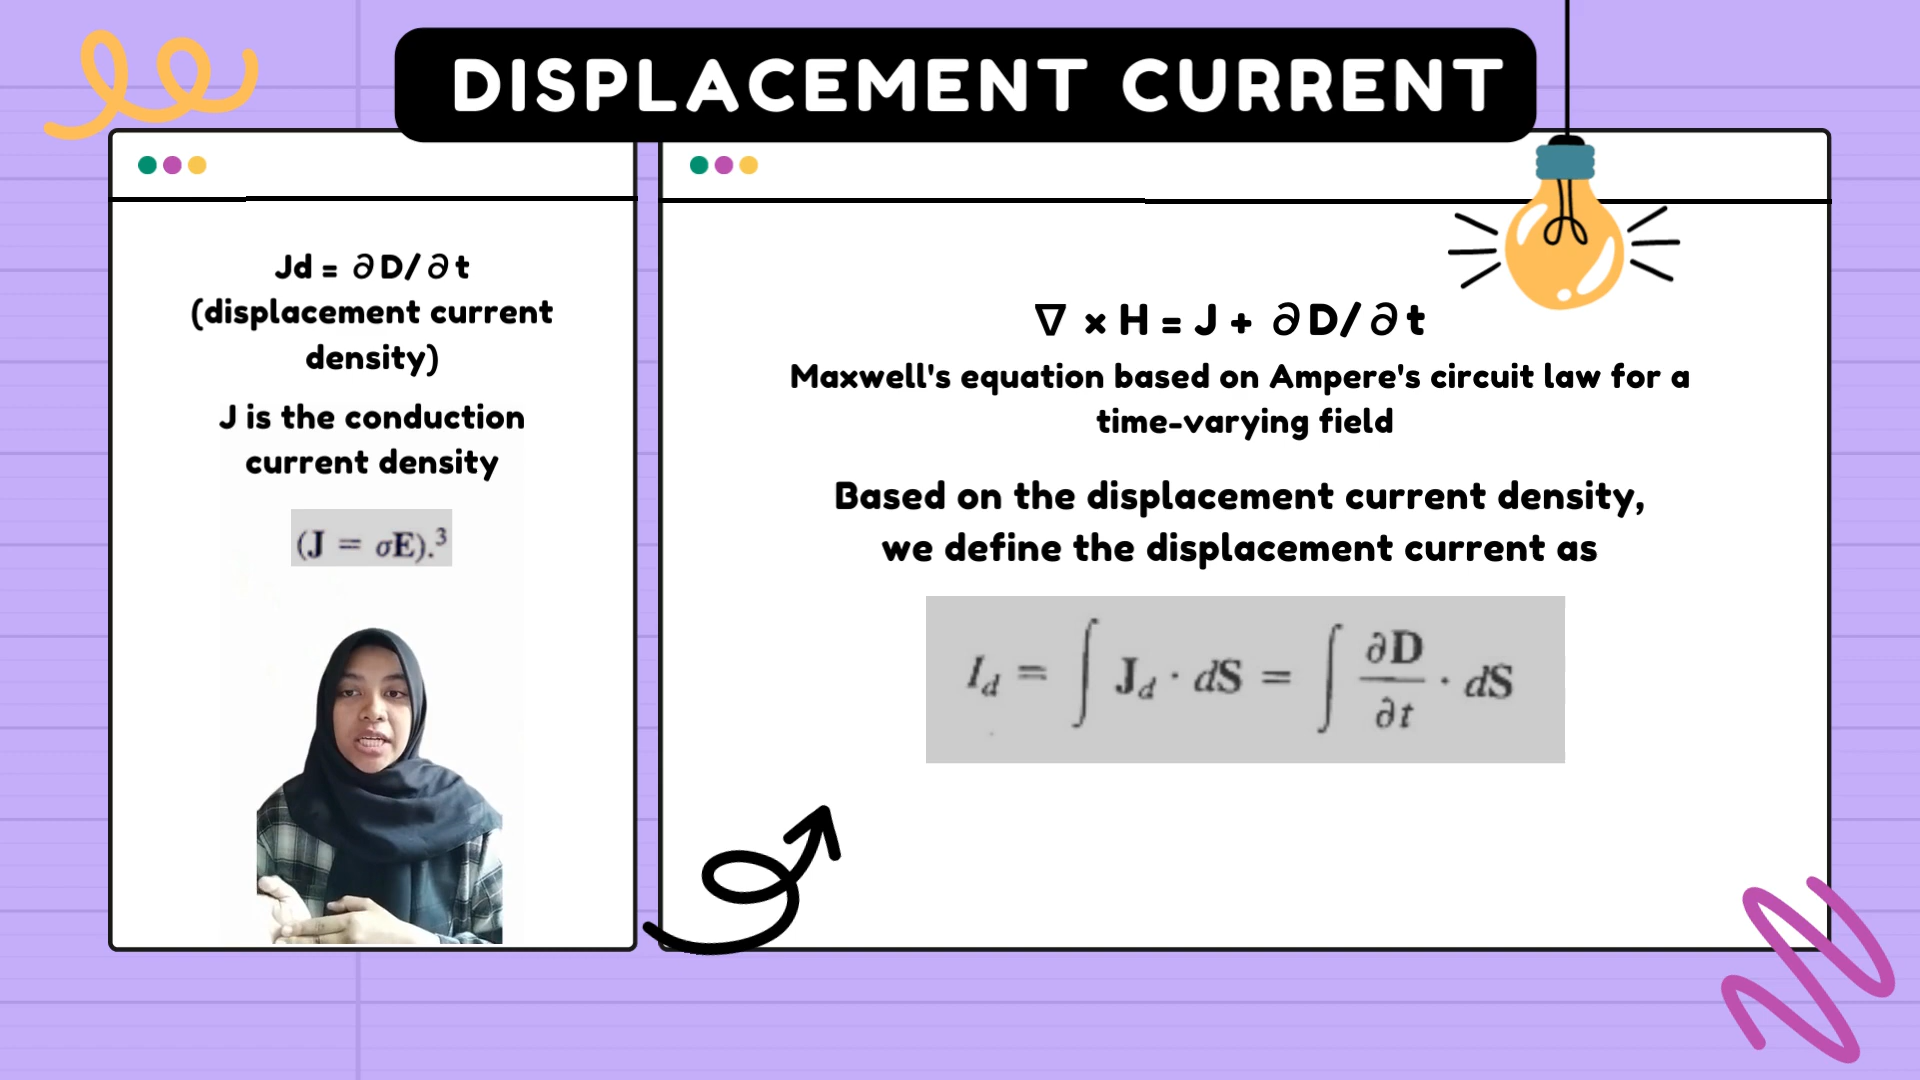 DISPLACEMENT CURRENT
Jd = ∂D/∂t
(displacement current
density)
J is the conduction
current density
(J = σE).³
∇ × H = J + ∂D/∂t
Maxwell's equation based on Ampere's circuit law for a
time-varying field
Based on the displacement current density,
we define the displacement current as
I_d = ∫ J_d · dS = ∫ ∂D/∂t · dS